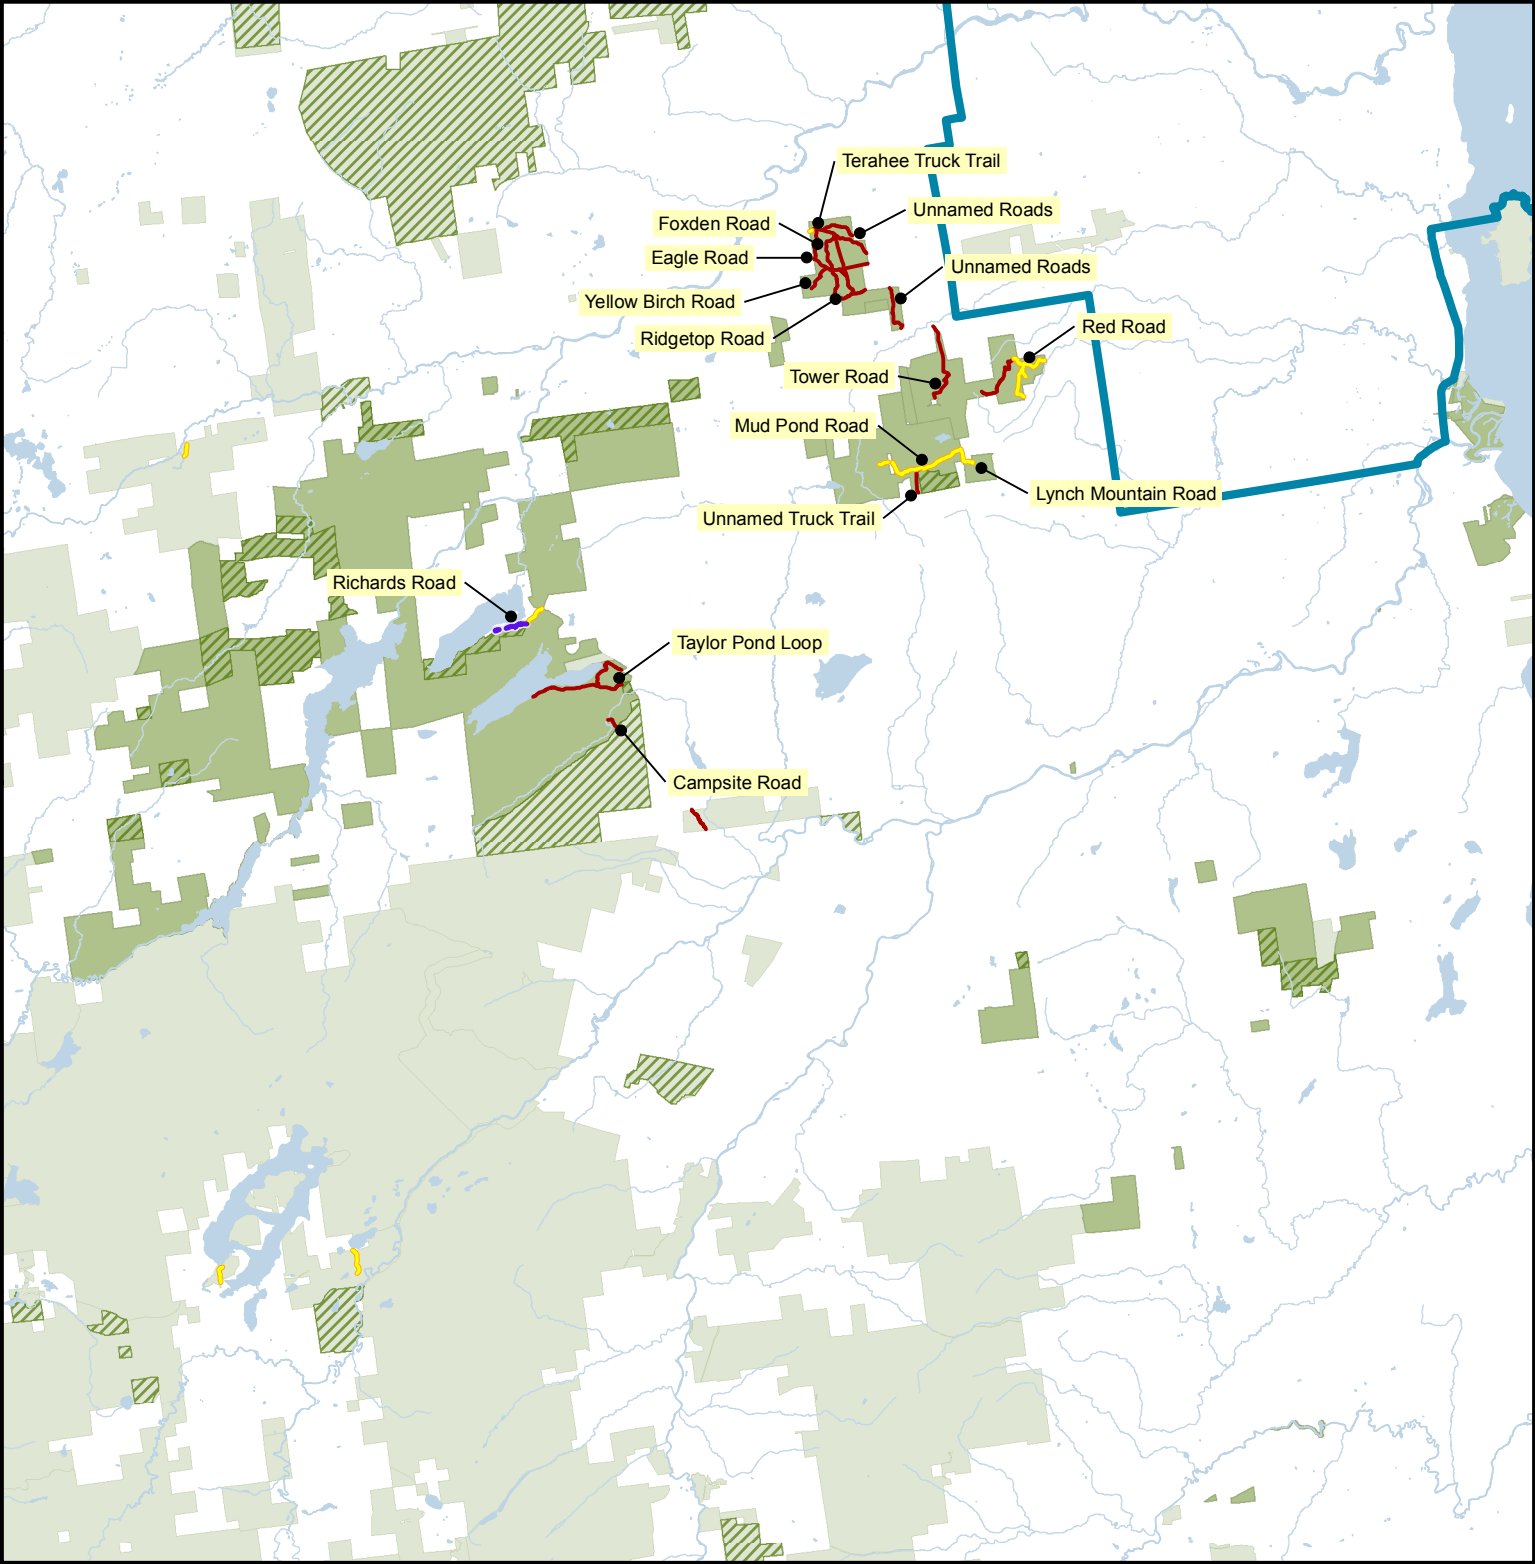 Terahee Truck Trail
Unnamed Roads
Foxden Road
Eagle Road
Unnamed Roads
Yellow Birch Road
Red Road
Ridgetop Road
Tower Road
Mud Pond Road
Lynch Mountain Road
Unnamed Truck Trail
Richards Road
Taylor Pond Loop
Campsite Road